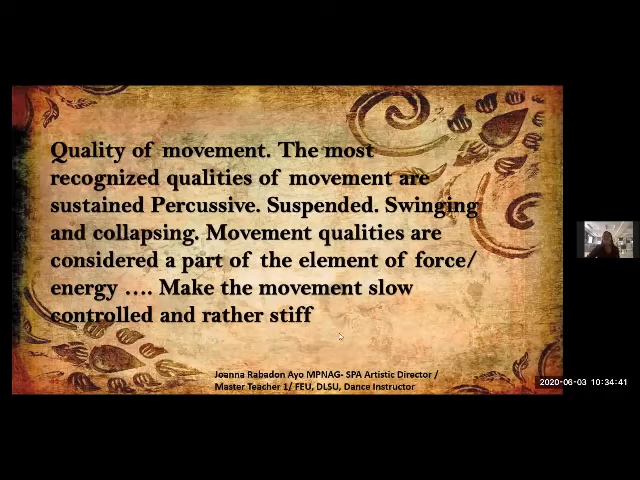 Quality of movement. The most
recognized qualities of movement are
sustained Percussive. Suspended. Swinging
and collapsing. Movement qualities are
considered a part of the element of force/
energy .... Make the movement slow
controlled and rather stiff
Joanna Rabadon Ayo MPNAG- SPA Artistic Director /
Master Teacher 1/ FEU, DLSU, Dance Instructor
2020-06-03 10:34:41